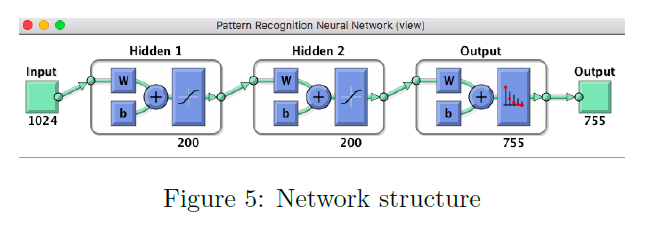 Pattern Recognition Neural Network (view)
Hidden 1
Hidden 2
Output
Input
Output
W
b
+
W
b
+
W
b
+
1024
200
200
755
755
Figure 5: Network structure